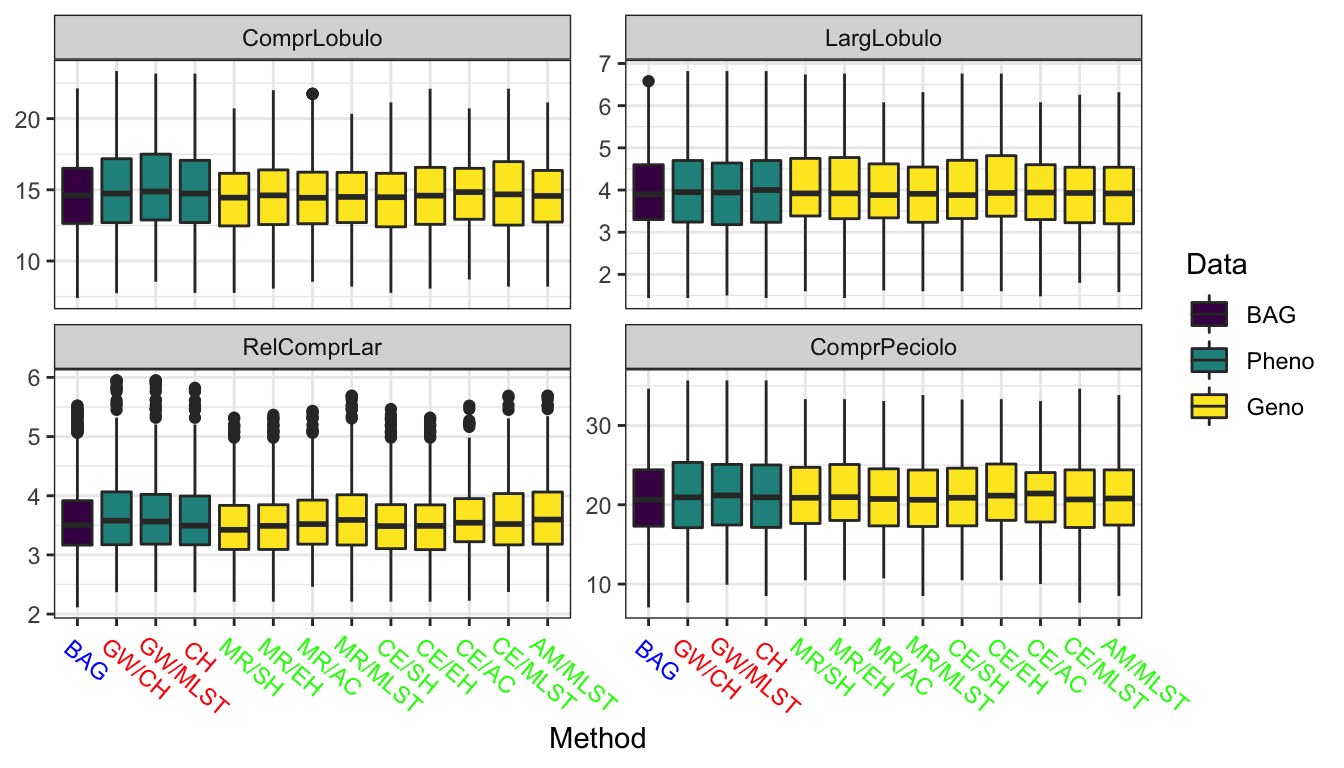 ComprLobulo
LargLobulo
20
15
10
7
6
5
4
3
2
RelComprLar
ComprPeciolo
6
5
4
3
2
30
20
10
BAG
GW/CH
GW/MLST
CH
MR/SH
MR/EH
MR/AC
MR/MLST
CE/SH
CE/EH
CE/AC
CE/MLST
AM/MLST
BAG
GW/CH
GW/MLST
CH
MR/SH
MR/EH
MR/AC
MR/MLST
CE/SH
CE/EH
CE/AC
CE/MLST
AM/MLST
Method
Data
BAG
Pheno
Geno